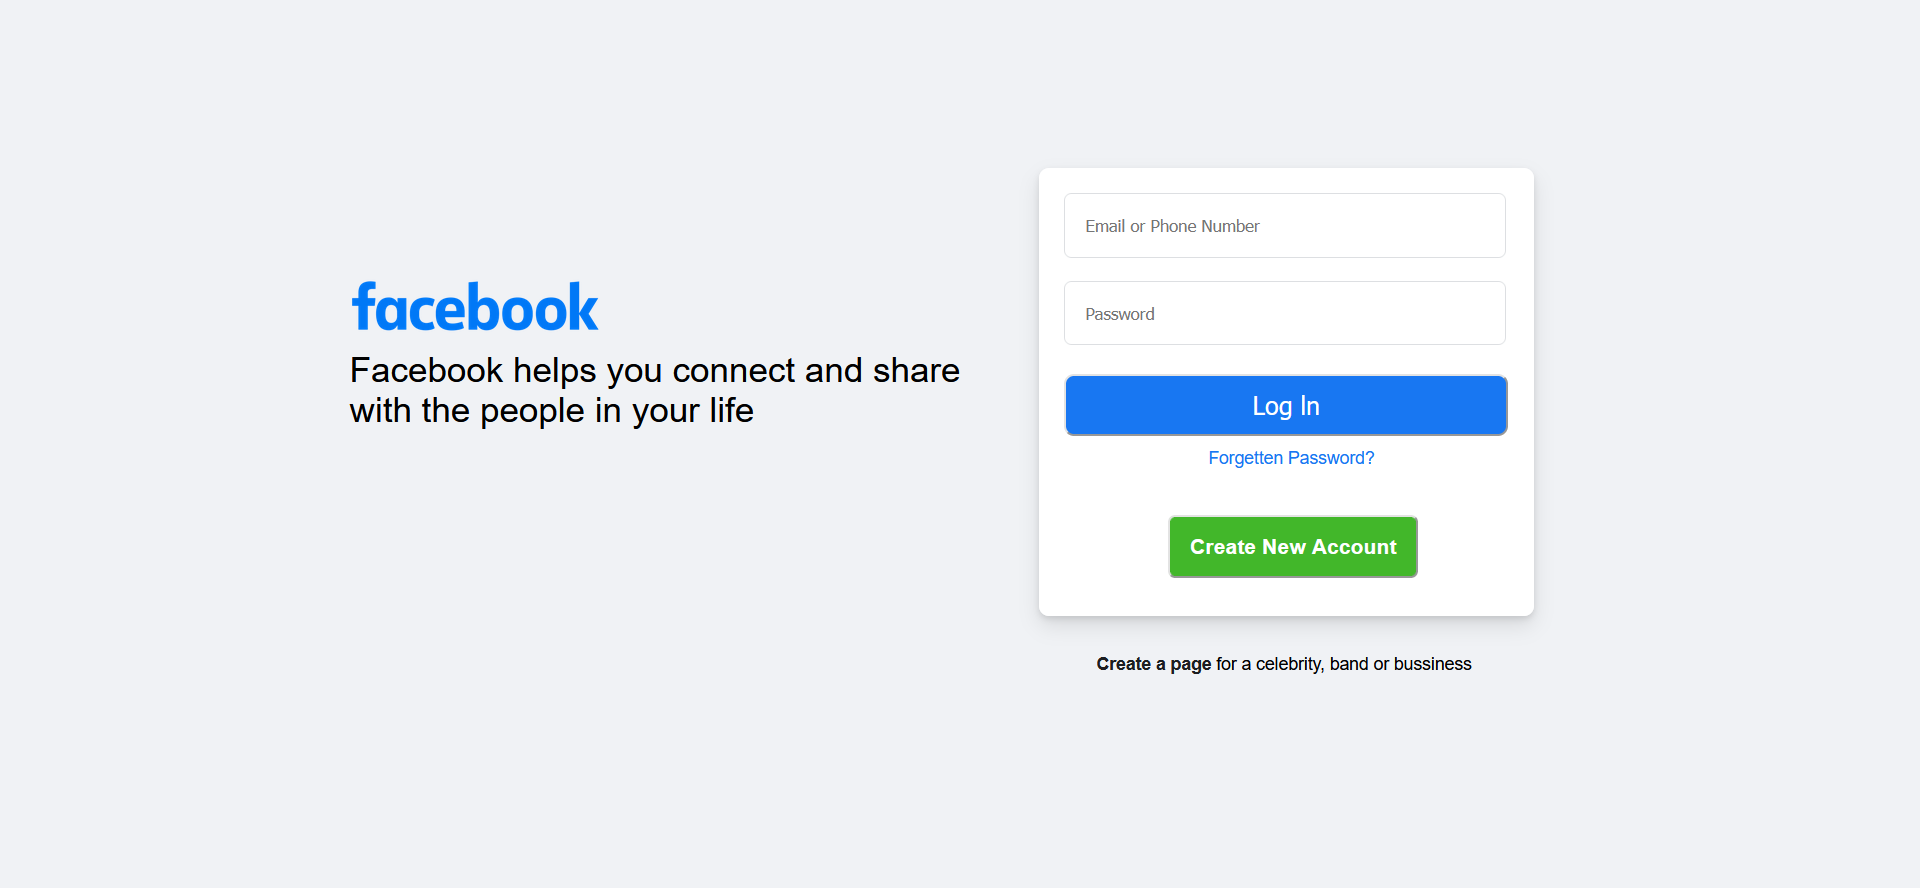 facebook
Facebook helps you connect and share
with the people in your life
Email or Phone Number
Password
Log In
Forgetten Password?
Create New Account
Create a page for a celebrity, band or bussiness